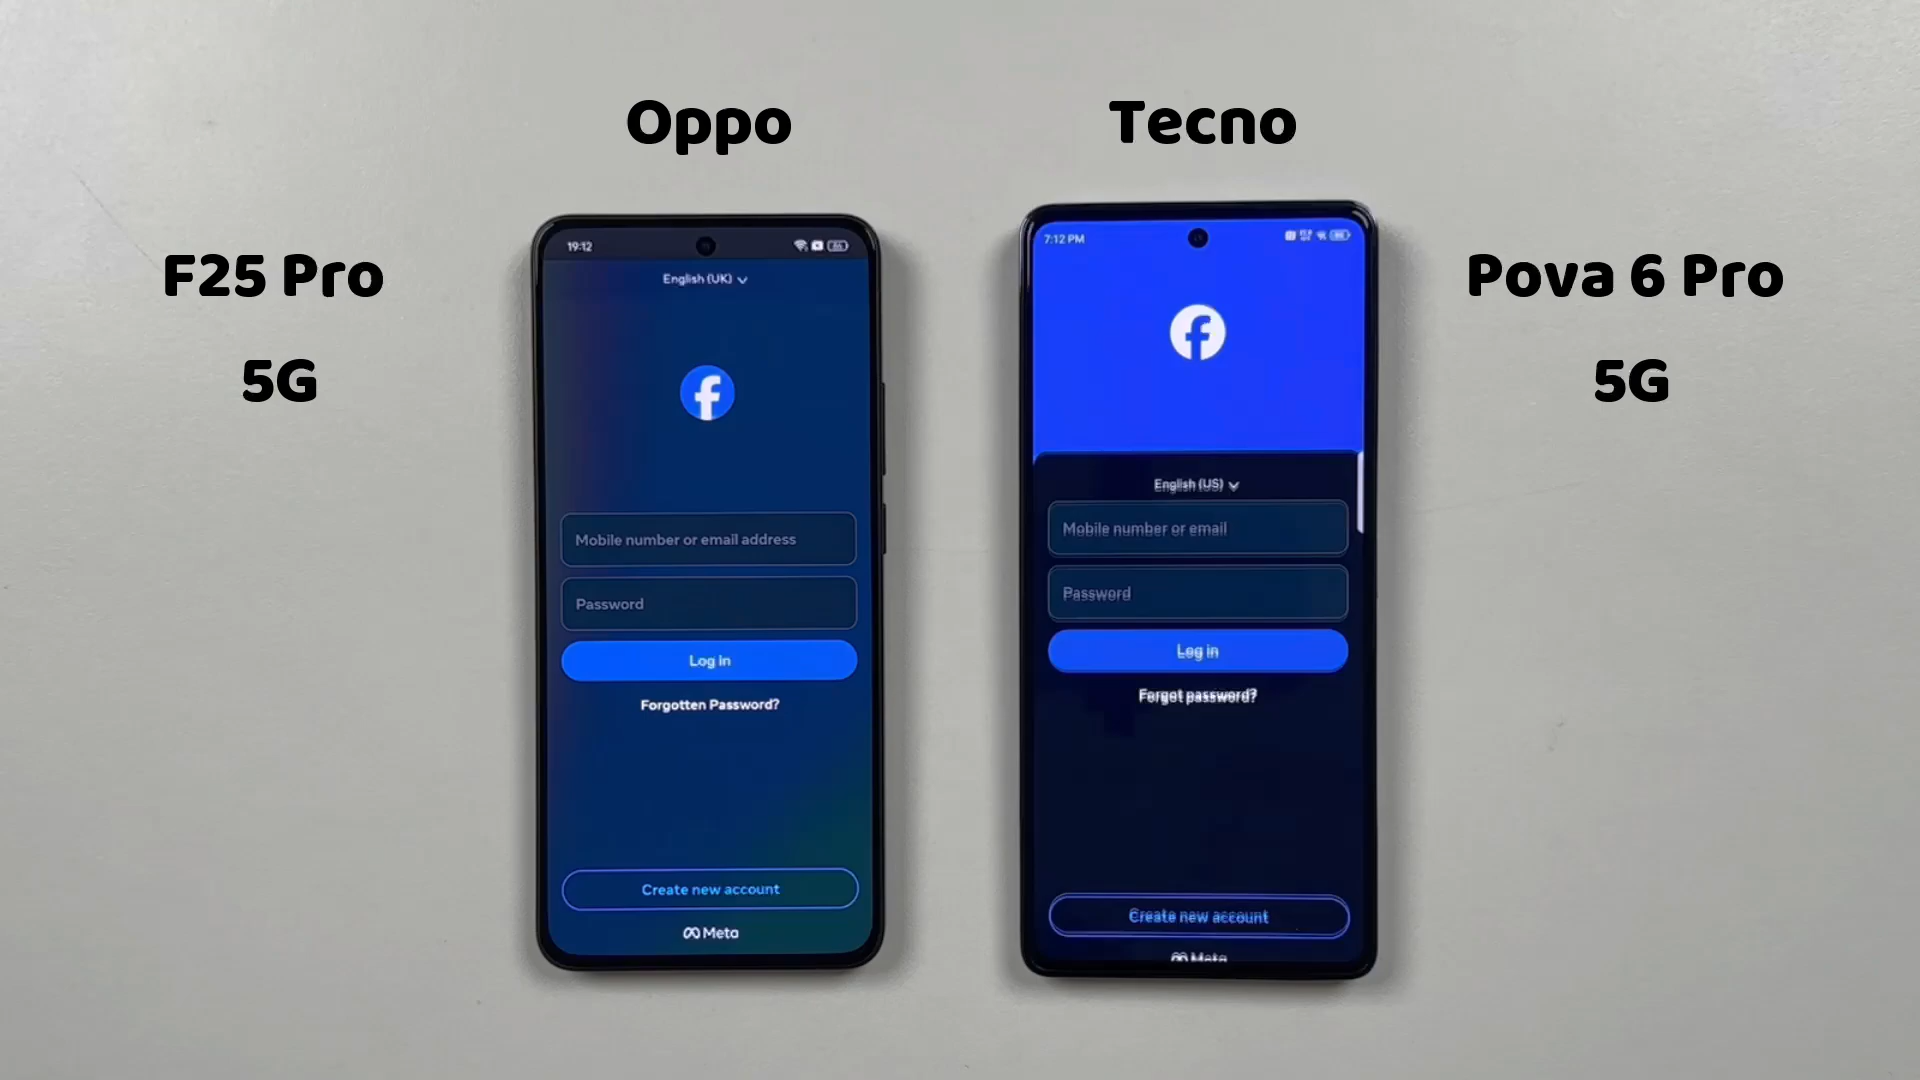 Oppo
Tecno
F25 Pro
5G
Pova 6 Pro
5G
19:12
English (UK)
Mobile number or email address
Password
Log in
Forgotten Password?
Create new account
Meta
7:12 PM
English (US)
Mobile number or email
Password
Log in
Forgot password?
Create new account
Meta